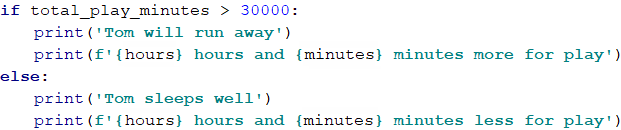 if total_play_minutes > 30000:
    print('Tom will run away')
    print(f'{hours} hours and {minutes} minutes more for play')
else:
    print('Tom sleeps well')
    print(f'{hours} hours and {minutes} minutes less for play')